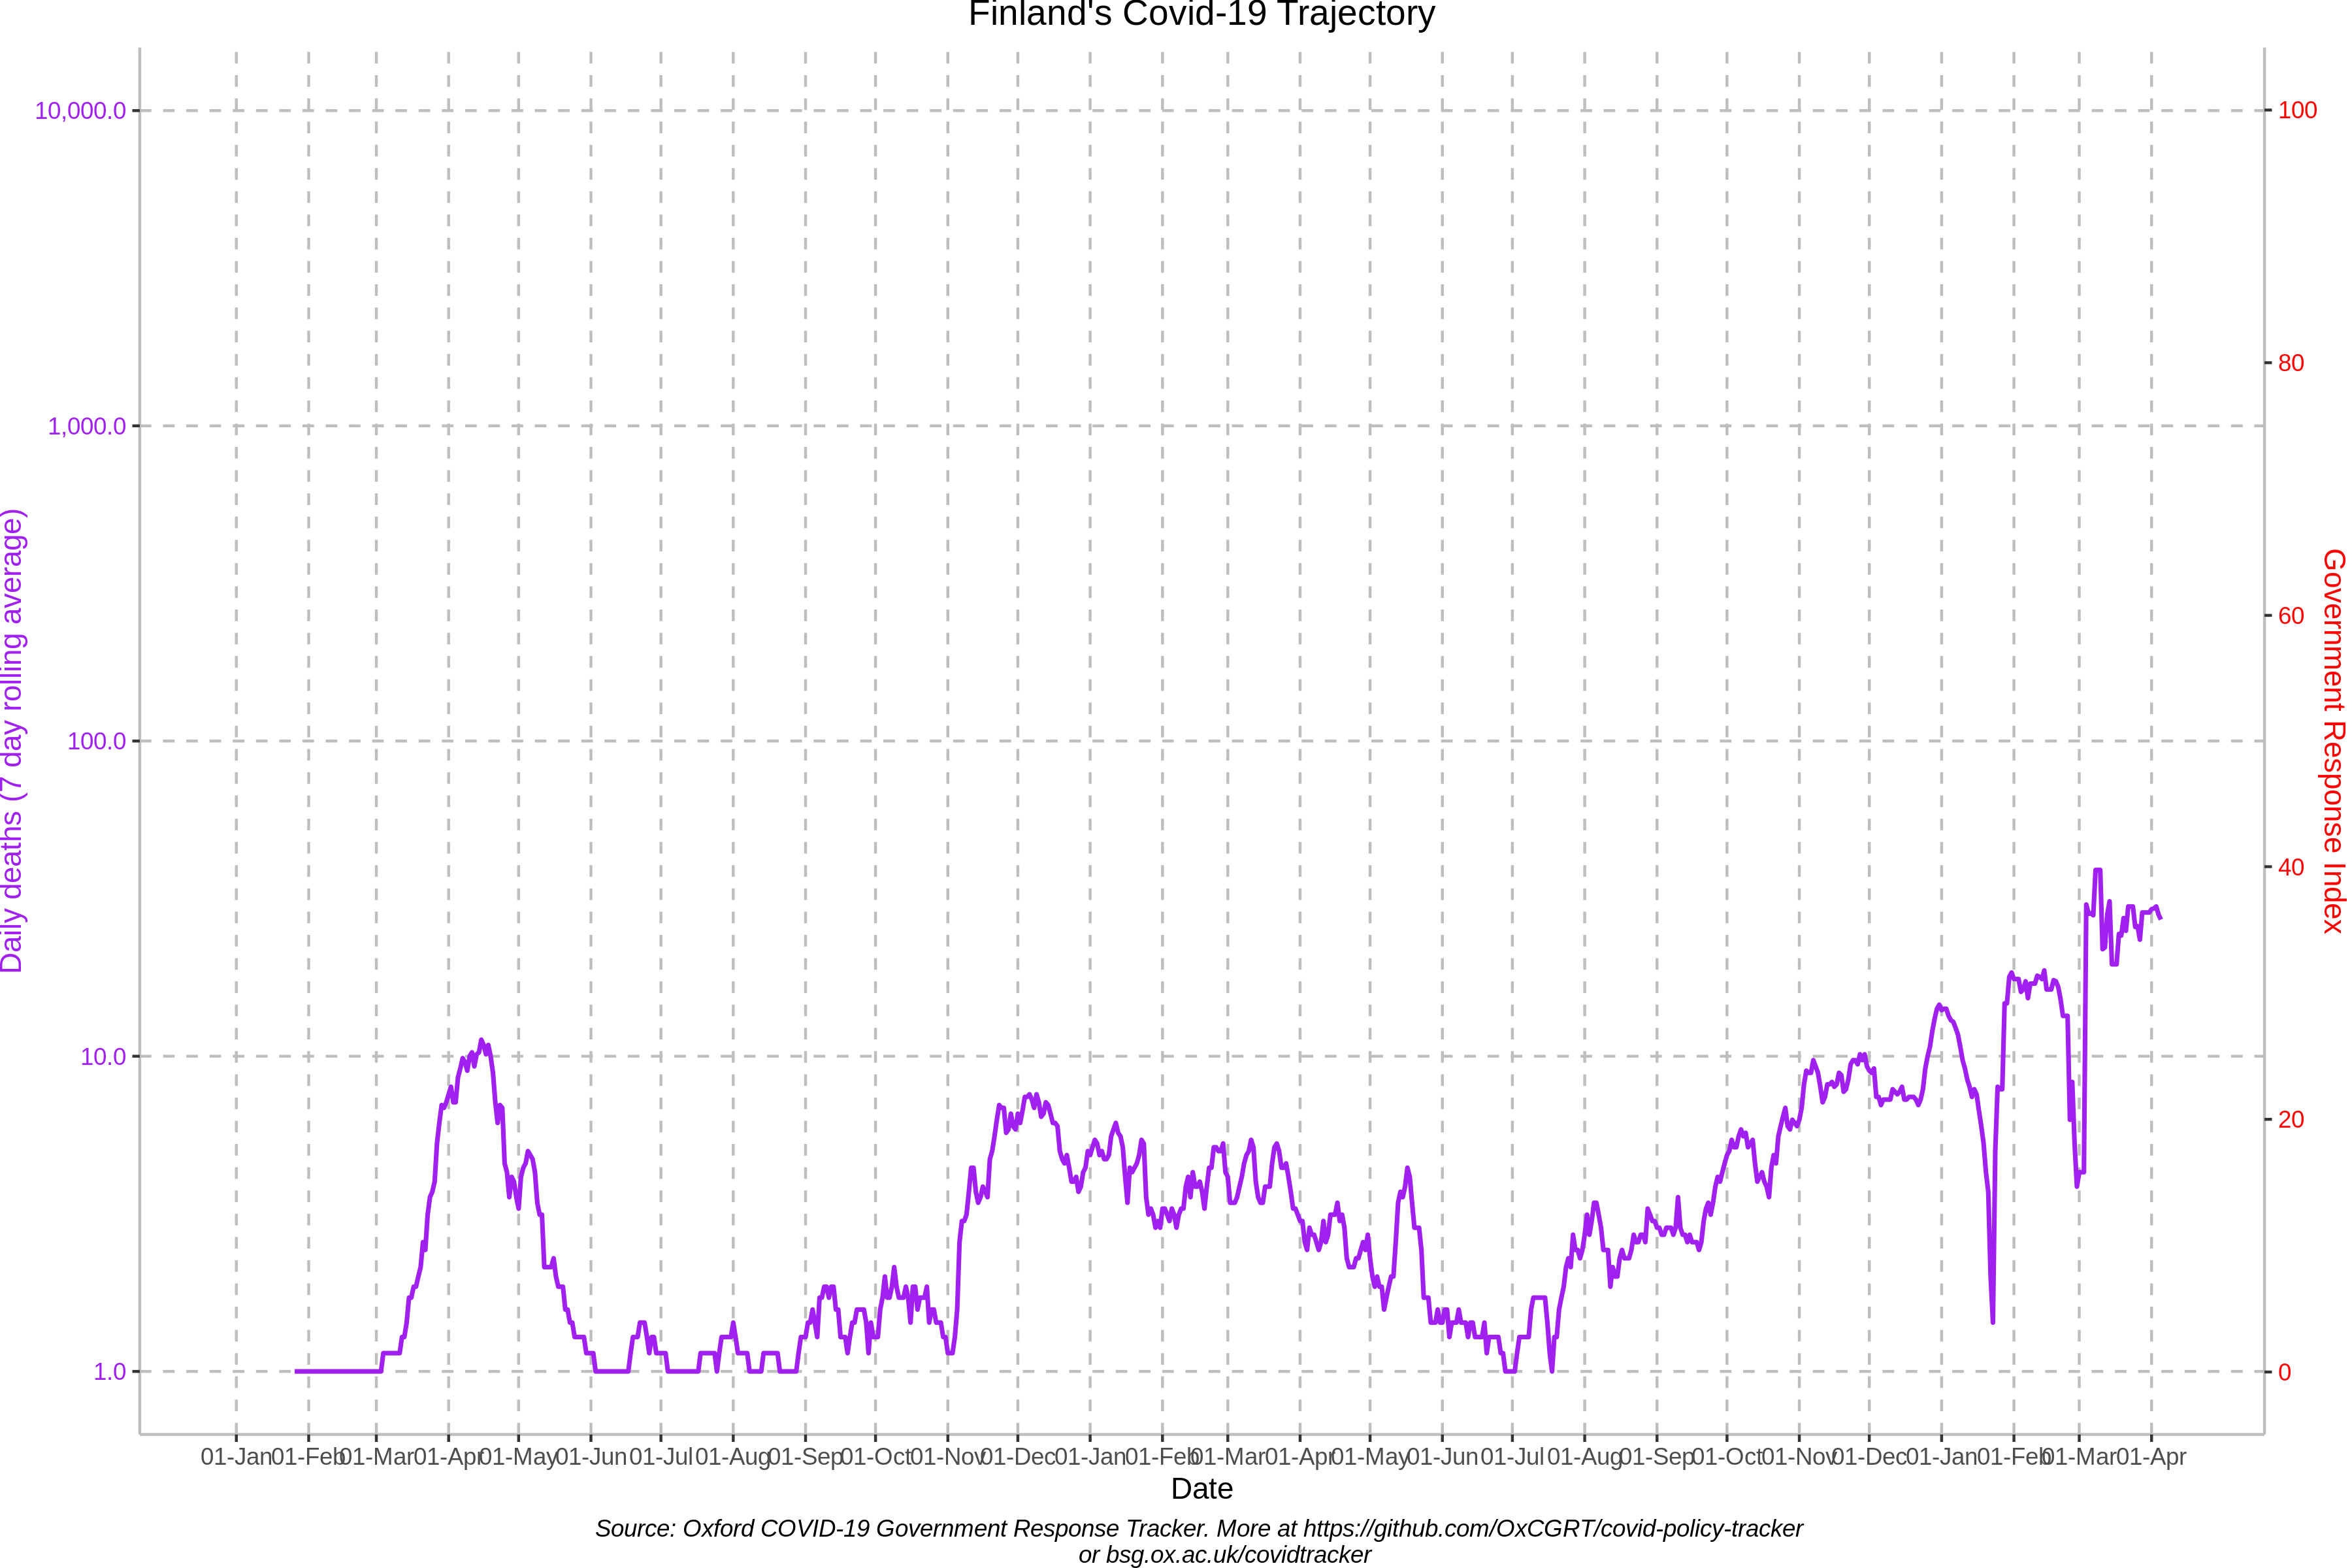 Finland's Covid-19 Trajectory
10,000.0
1,000.0
100.0
10.0
1.0
Daily deaths (7 day rolling average)
100
80
60
40
20
0
Government Response Index
01-Jan 01-Feb 01-Mar 01-Apr 01-May 01-Jun 01-Jul 01-Aug 01-Sep 01-Oct 01-Nov 01-Dec 01-Jan 01-Feb 01-Mar 01-Apr 01-May 01-Jun 01-Jul 01-Aug 01-Sep 01-Oct 01-Nov 01-Dec 01-Jan 01-Feb 01-Mar 01-Apr
Date
Source: Oxford COVID-19 Government Response Tracker. More at https://github.com/OxCGRT/covid-policy-tracker
or bsg.ox.ac.uk/covidtracker